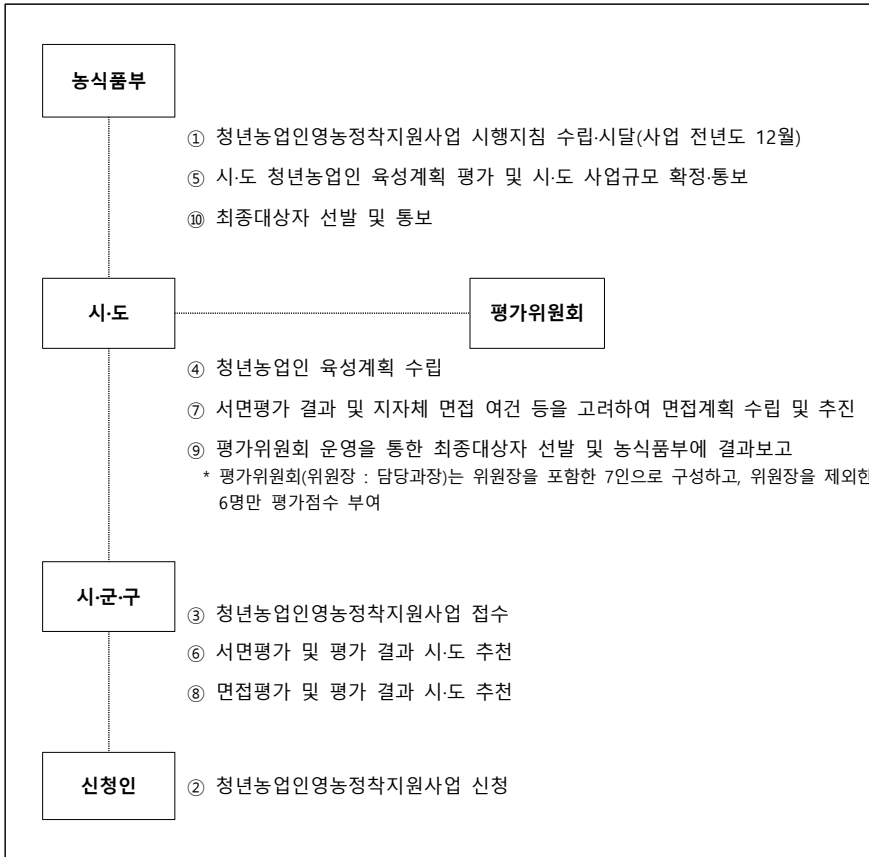 농식품부
① 청년농업인영농정착지원사업 시행지침 수립·시달(사업 전년도 12월)
⑤ 시·도 청년농업인 육성계획 평가 및 시·도 사업규모 확정·통보
⑩ 최종대상자 선발 및 통보
시·도
평가위원회
④ 청년농업인 육성계획 수립
⑦ 서면평가 결과 및 지자체 면접 여건 등을 고려하여 면접계획 수립 및 추진
⑨ 평가위원회 운영을 통한 최종대상자 선발 및 농식품부에 결과보고
* 평가위원회(위원장 : 담당과장)는 위원장을 포함한 7인으로 구성하고, 위원장을 제외한
6명만 평가점수 부여
시·군·구
③ 청년농업인영농정착지원사업 접수
⑥ 서면평가 및 평가 결과 시·도 추천
⑧ 면접평가 및 평가 결과 시·도 추천
신청인
② 청년농업인영농정착지원사업 신청